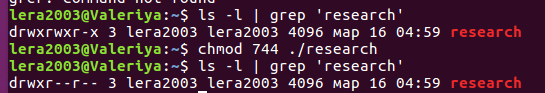 lera2003@Valeriya:~$ ls -l | grep 'research'
drwxrwxr-x 3 lera2003 lera2003 4096 мар 16 04:59 research
lera2003@Valeriya:~$ chmod 744 ./research
lera2003@Valeriya:~$ ls -l | grep 'research'
drwxr--r-- 3 lera2003 lera2003 4096 мар 16 04:59 research